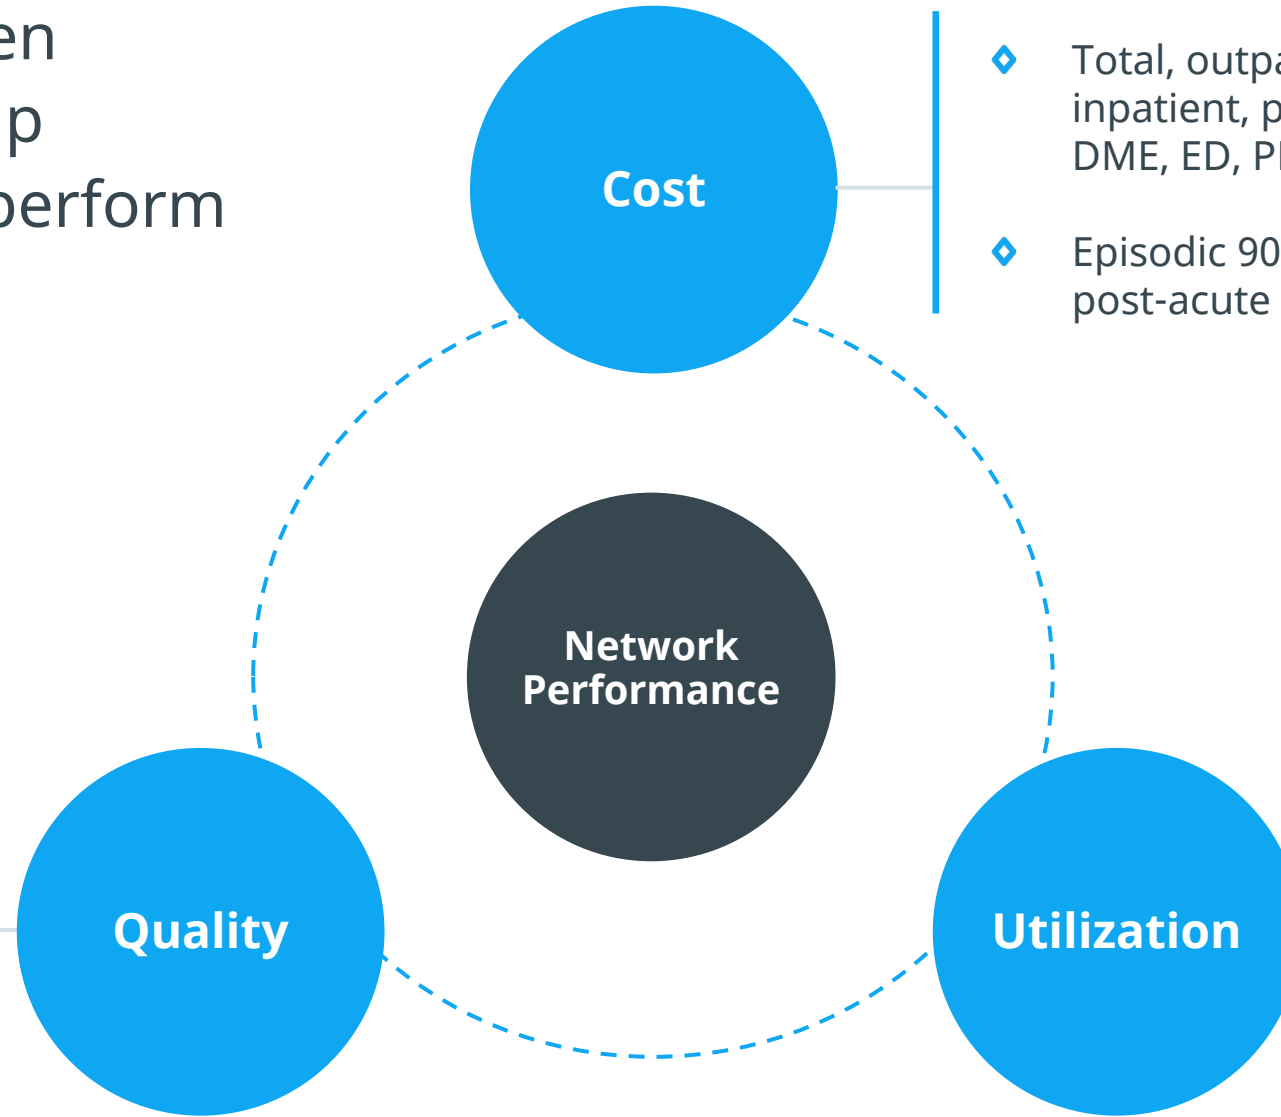 en
p
perform
Cost
Total, outpa
inpatient, p
DME, ED, P
Episodic 90
post-acute
Network
Performance
Quality
Utilization